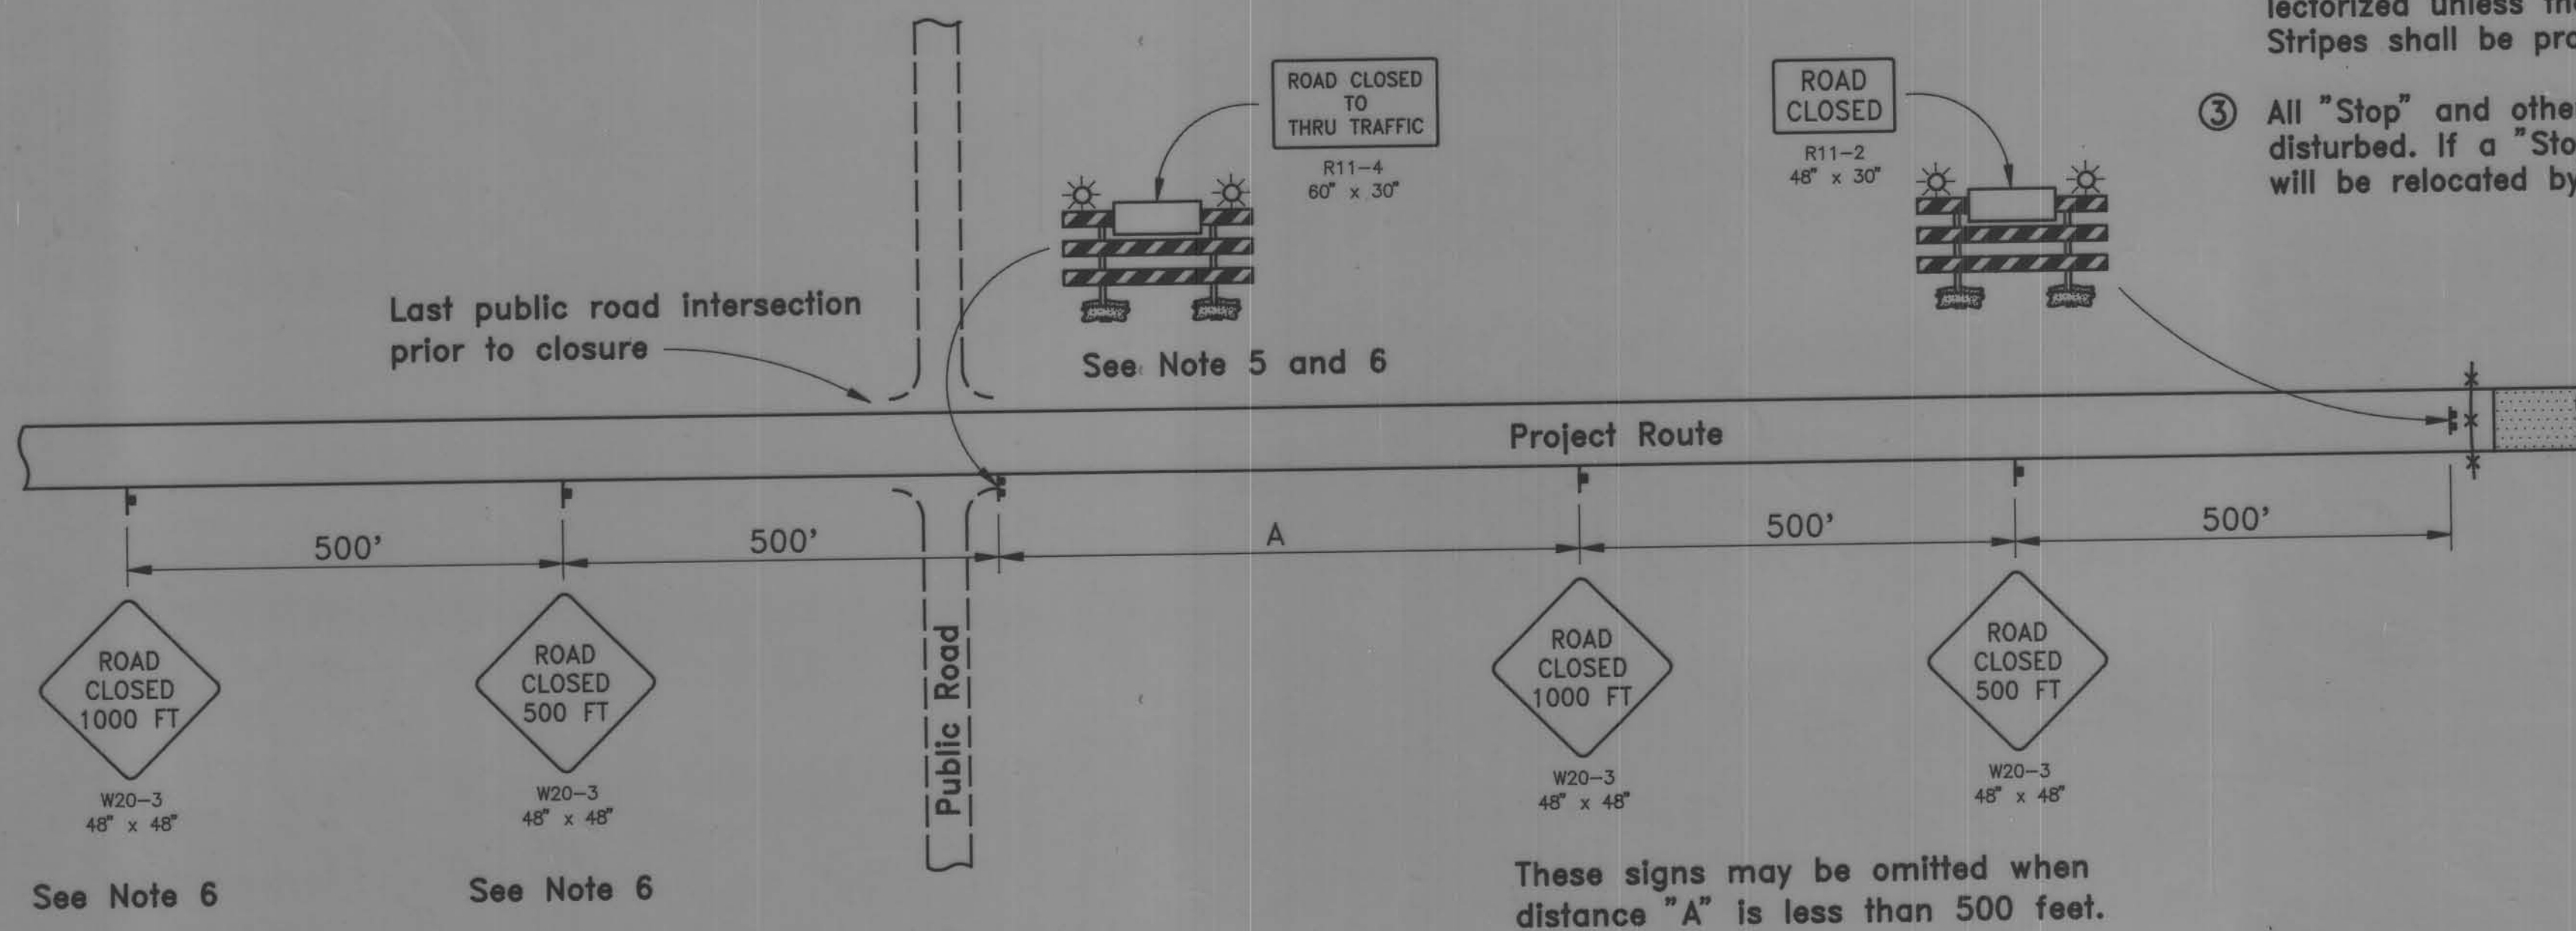 lectorized unless
Stripes shall be
③ All "Stop" and
disturbed. If a
will be relocated by
ROAD CLOSED
TO
THRU TRAFFIC
R11-4
60" x 30"
ROAD
CLOSED
R11-2
48" x 30"
Last public road intersection
prior to closure
See Note 5 and 6
Project Route
500'
500'
A
500'
500'
ROAD
CLOSED
1000 FT
W20-3
48" x 48"
See Note 6
ROAD
CLOSED
500 FT
W20-3
48" x 48"
See Note 6
Public Road
ROAD
CLOSED
1000 FT
W20-3
48" x 48"
ROAD
CLOSED
500 FT
W20-3
48" x 48"
These signs may be omitted when
distance "A" is less than 500 feet.